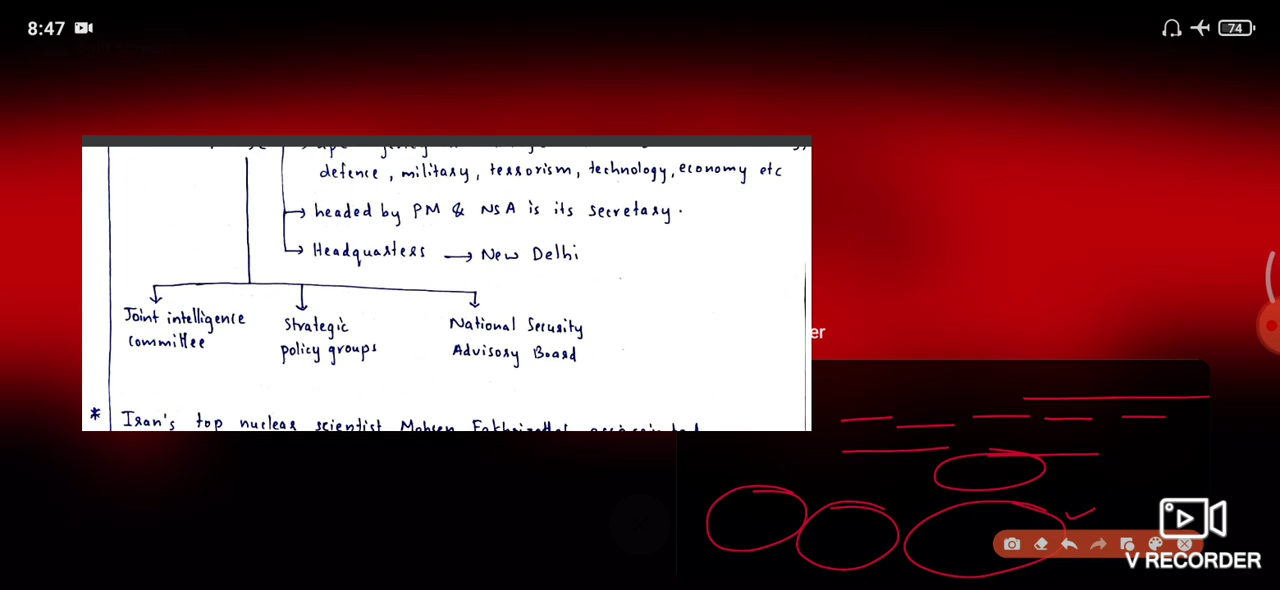 8:47
74
defence, military, terrorism, technology, economy etc
headed by PM & NSA is its secretary.
Headquarters → New Delhi
Joint intelligence
committee
Strategic
policy groups
National Security
Advisory Board
* Iran's top nuclear scientist Mohsen
er
V RECORDER